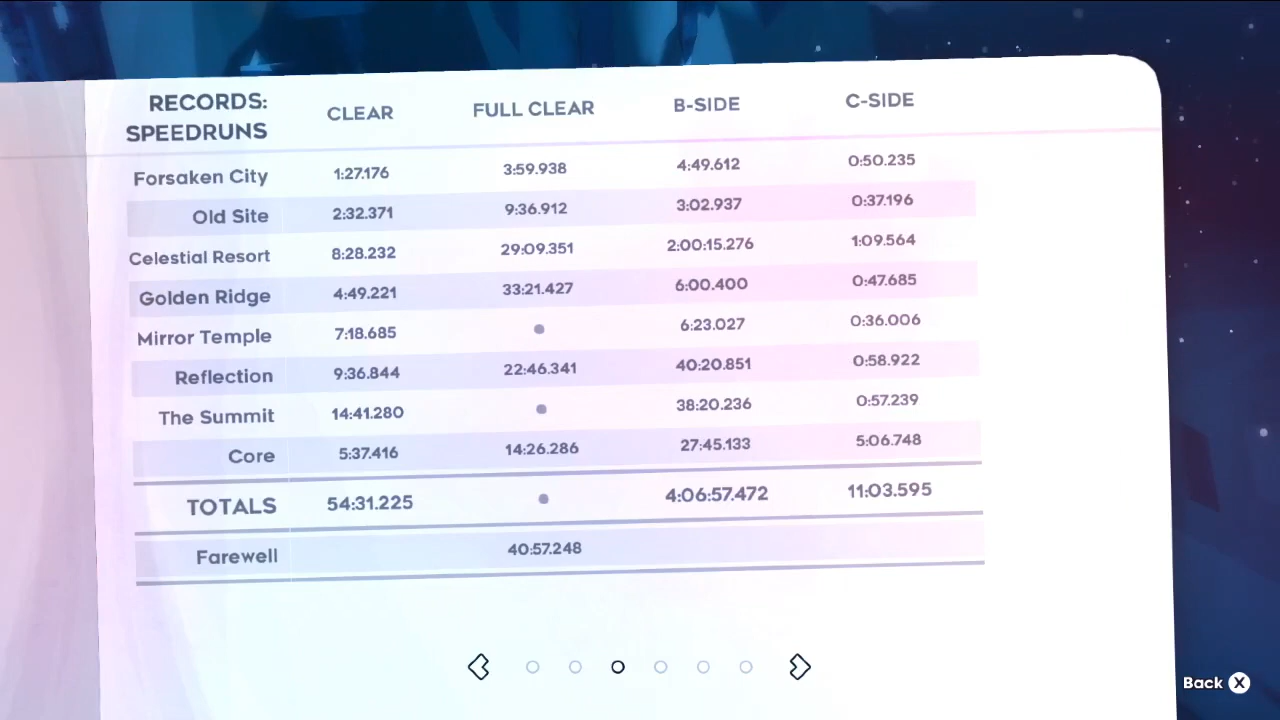 RECORDS: SPEEDRUNS CLEAR FULL CLEAR B-SIDE C-SIDE
Forsaken City 1:27.176 3:59.938 4:49.612 0:50.235
Old Site 2:32.371 9:36.912 3:02.937 0:37.196
Celestial Resort 8:28.232 29:09.351 2:00:15.276 1:09.564
Golden Ridge 4:49.221 33:21.427 6:00.400 0:47.685
Mirror Temple 7:18.685 6:23.027 0:36.006
Reflection 9:36.844 22:46.341 40:20.851 0:58.922
The Summit 14:41.280 38:20.236 0:57.239
Core 5:37.416 14:26.286 27:45.133 5:06.748
TOTALS 54:31.225 4:06:57.472 11:03.595
Farewell 40:57.248
Back X